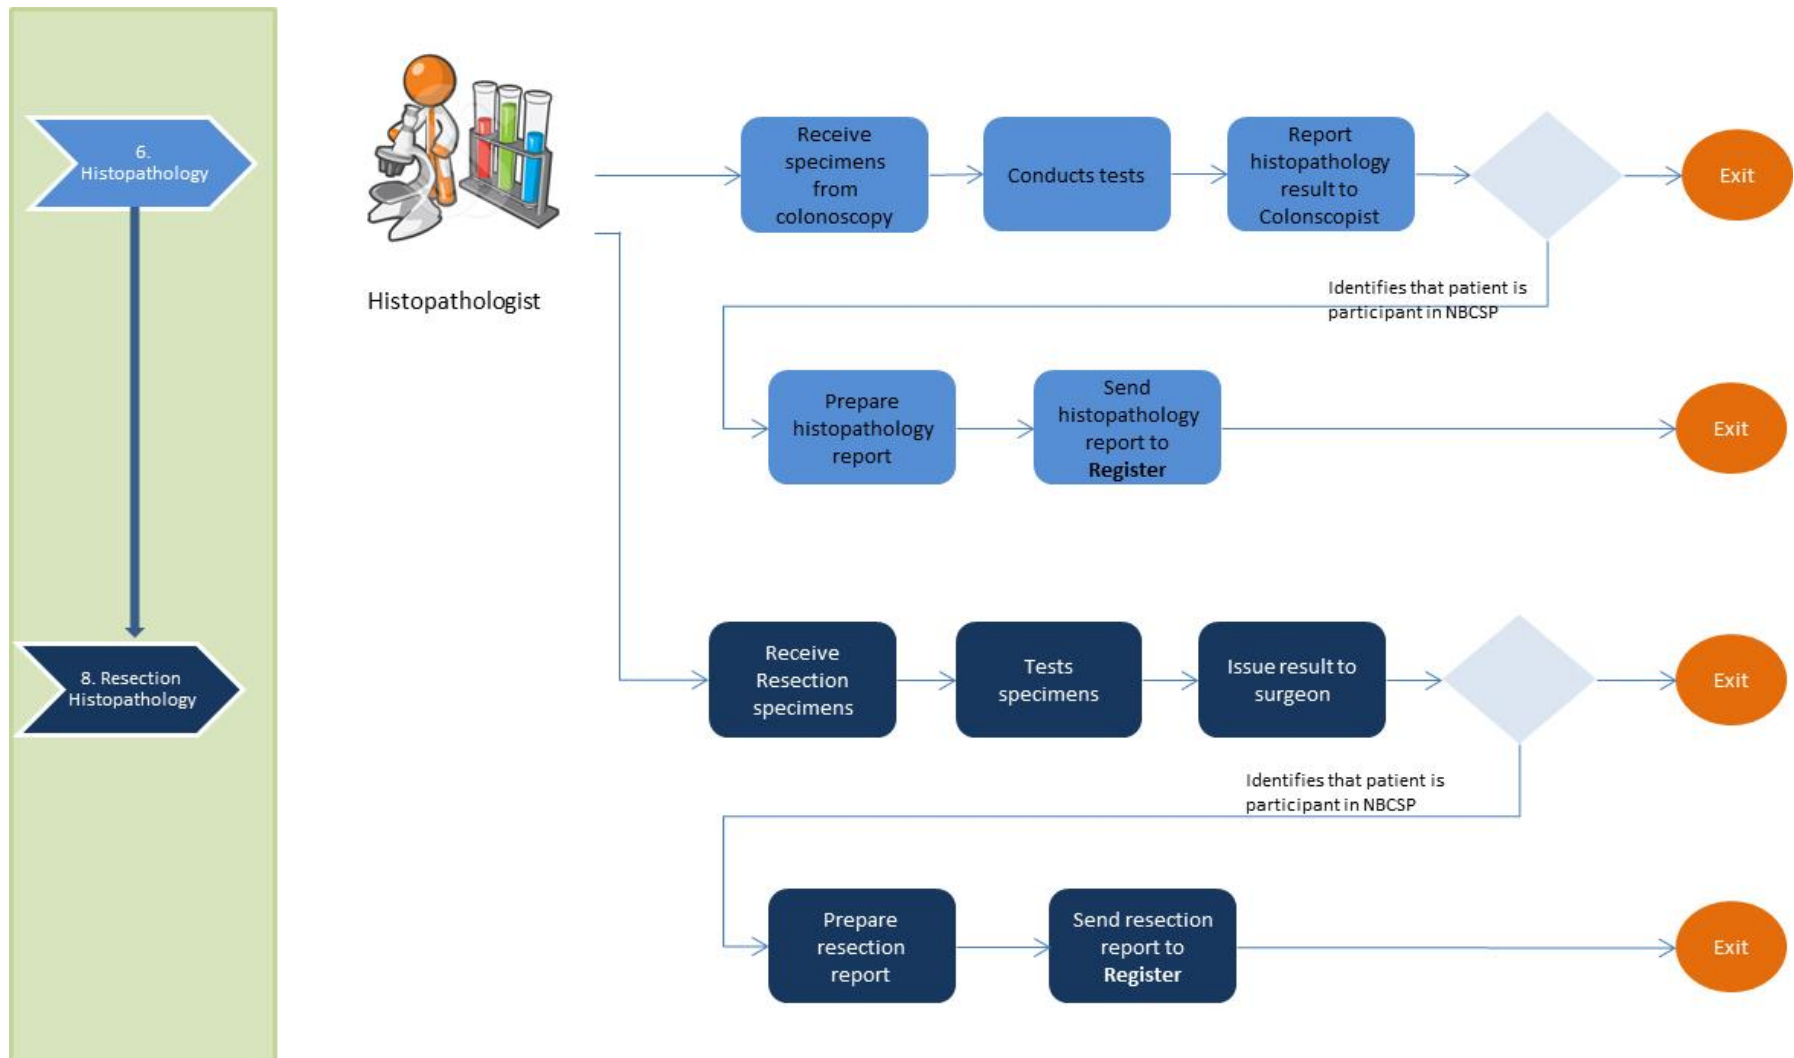 6.
Histopathology
Histopathologist
Receive
specimens
from
colonoscopy
Conducts tests
Report
histopathology
result to
Colonscopist
Exit
Identifies that patient is
participant in NBCSP
Prepare
histopathology
report
Send
histopathology
report to
Register
Exit
8. Resection
Histopathology
Receive
Resection
specimens
Tests
specimens
Issue result to
surgeon
Exit
Identifies that patient is
participant in NBCSP
Prepare
resection
report
Send resection
report to
Register
Exit